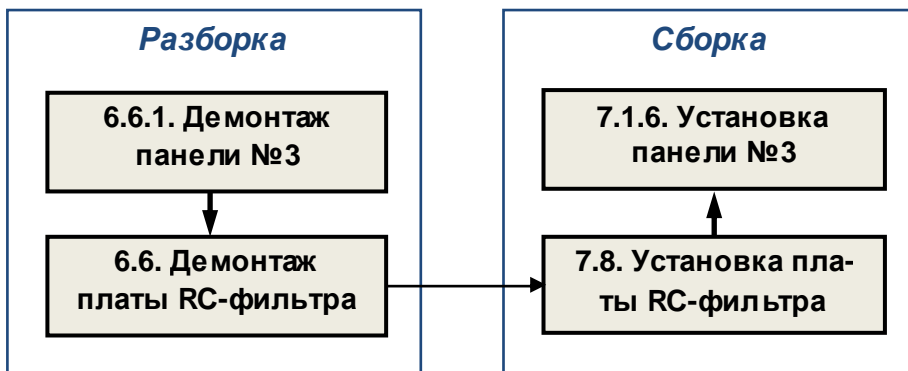 Разборка
6.6.1. Демонтаж
панели №3
6.6. Демонтаж
платы RC-фильтра
Сборка
7.1.6. Установка
панели №3
7.8. Установка пла-
ты RC-фильтра